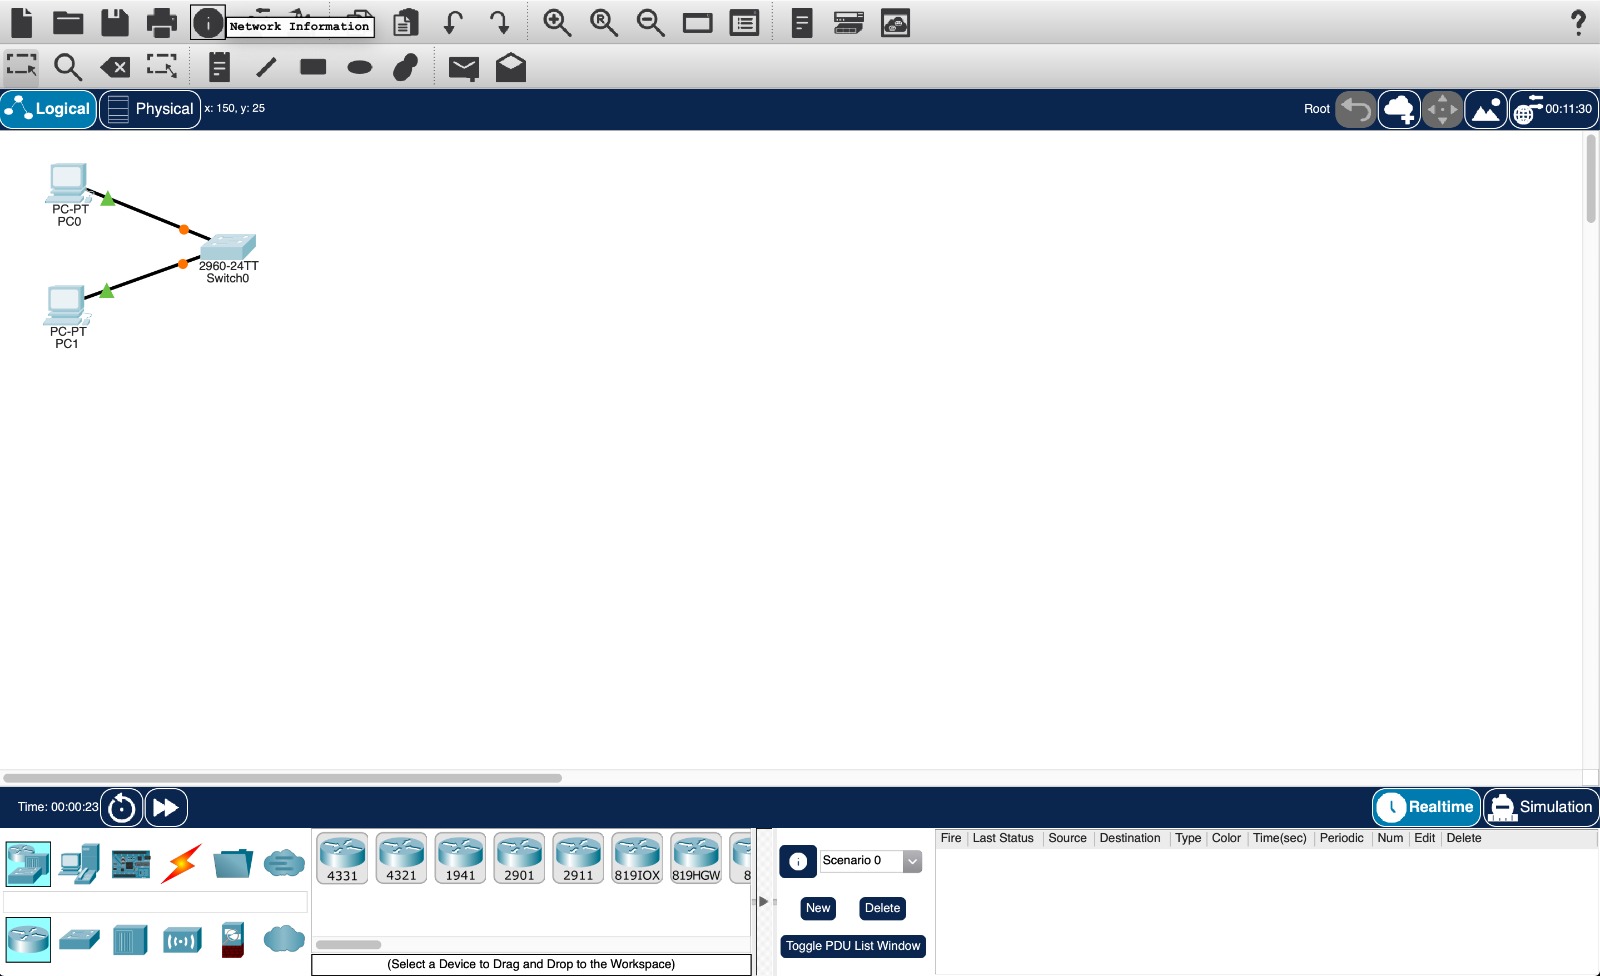 Network Information
Logical
Physical
x: 150, y: 25
Root
00:11:30
PC-PT
PC0
2960-24TT
Switch0
PC-PT
PC1
Time: 00:00:23
Realtime
Simulation
4331
4321
1941
2901
2911
819IOX
819HGW
8
(Select a Device to Drag and Drop to the Workspace)
Scenario 0
New
Delete
Toggle PDU List Window
Fire Last Status Source Destination Type Color Time(sec) Periodic Num Edit Delete